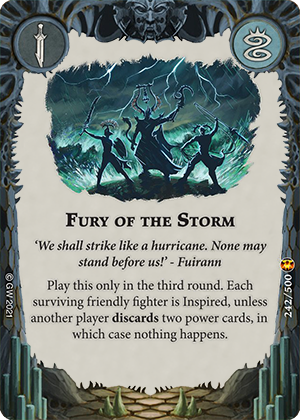 FURY OF THE STORM
‘We shall strike like a hurricane. None may
stand before us!’ - Fuirann
Play this only in the third round. Each
surviving friendly fighter is Inspired, unless
another player discards two power cards, in
which case nothing happens.
© GW 2021
242/500